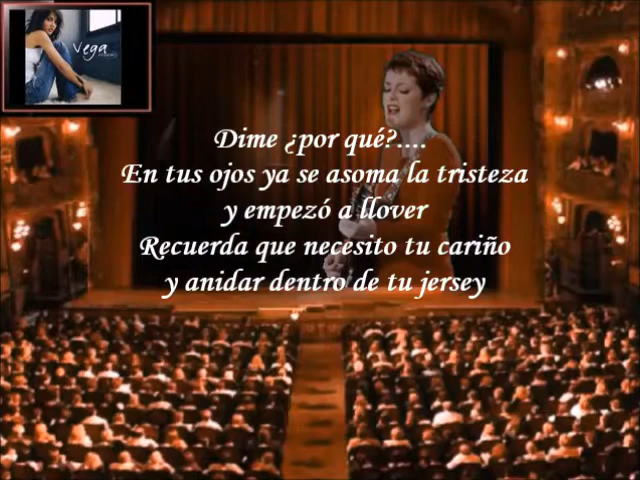 Vega
Dime ¿por qué?....
En tus ojos ya se asoma la tristeza
y empezó a llover
Recuerda que necesito tu cariño
y anidar dentro de tu jersey